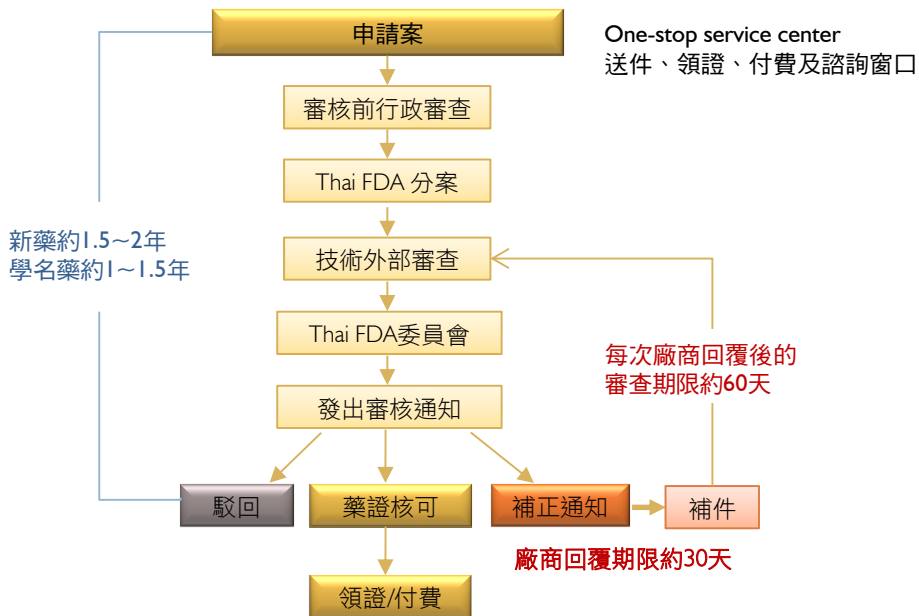 申請案
One-stop service center
送件、領證、付費及諮詢窗口
審核前行政審查
Thai FDA 分案
新藥約1.5~2年
學名藥約1~1.5年
技術外部審查
Thai FDA委員會
每次廠商回覆後的
審查期限約60天
發出審核通知
駁回
藥證核可
補正通知
補件
廠商回覆期限約30天
領證/付費